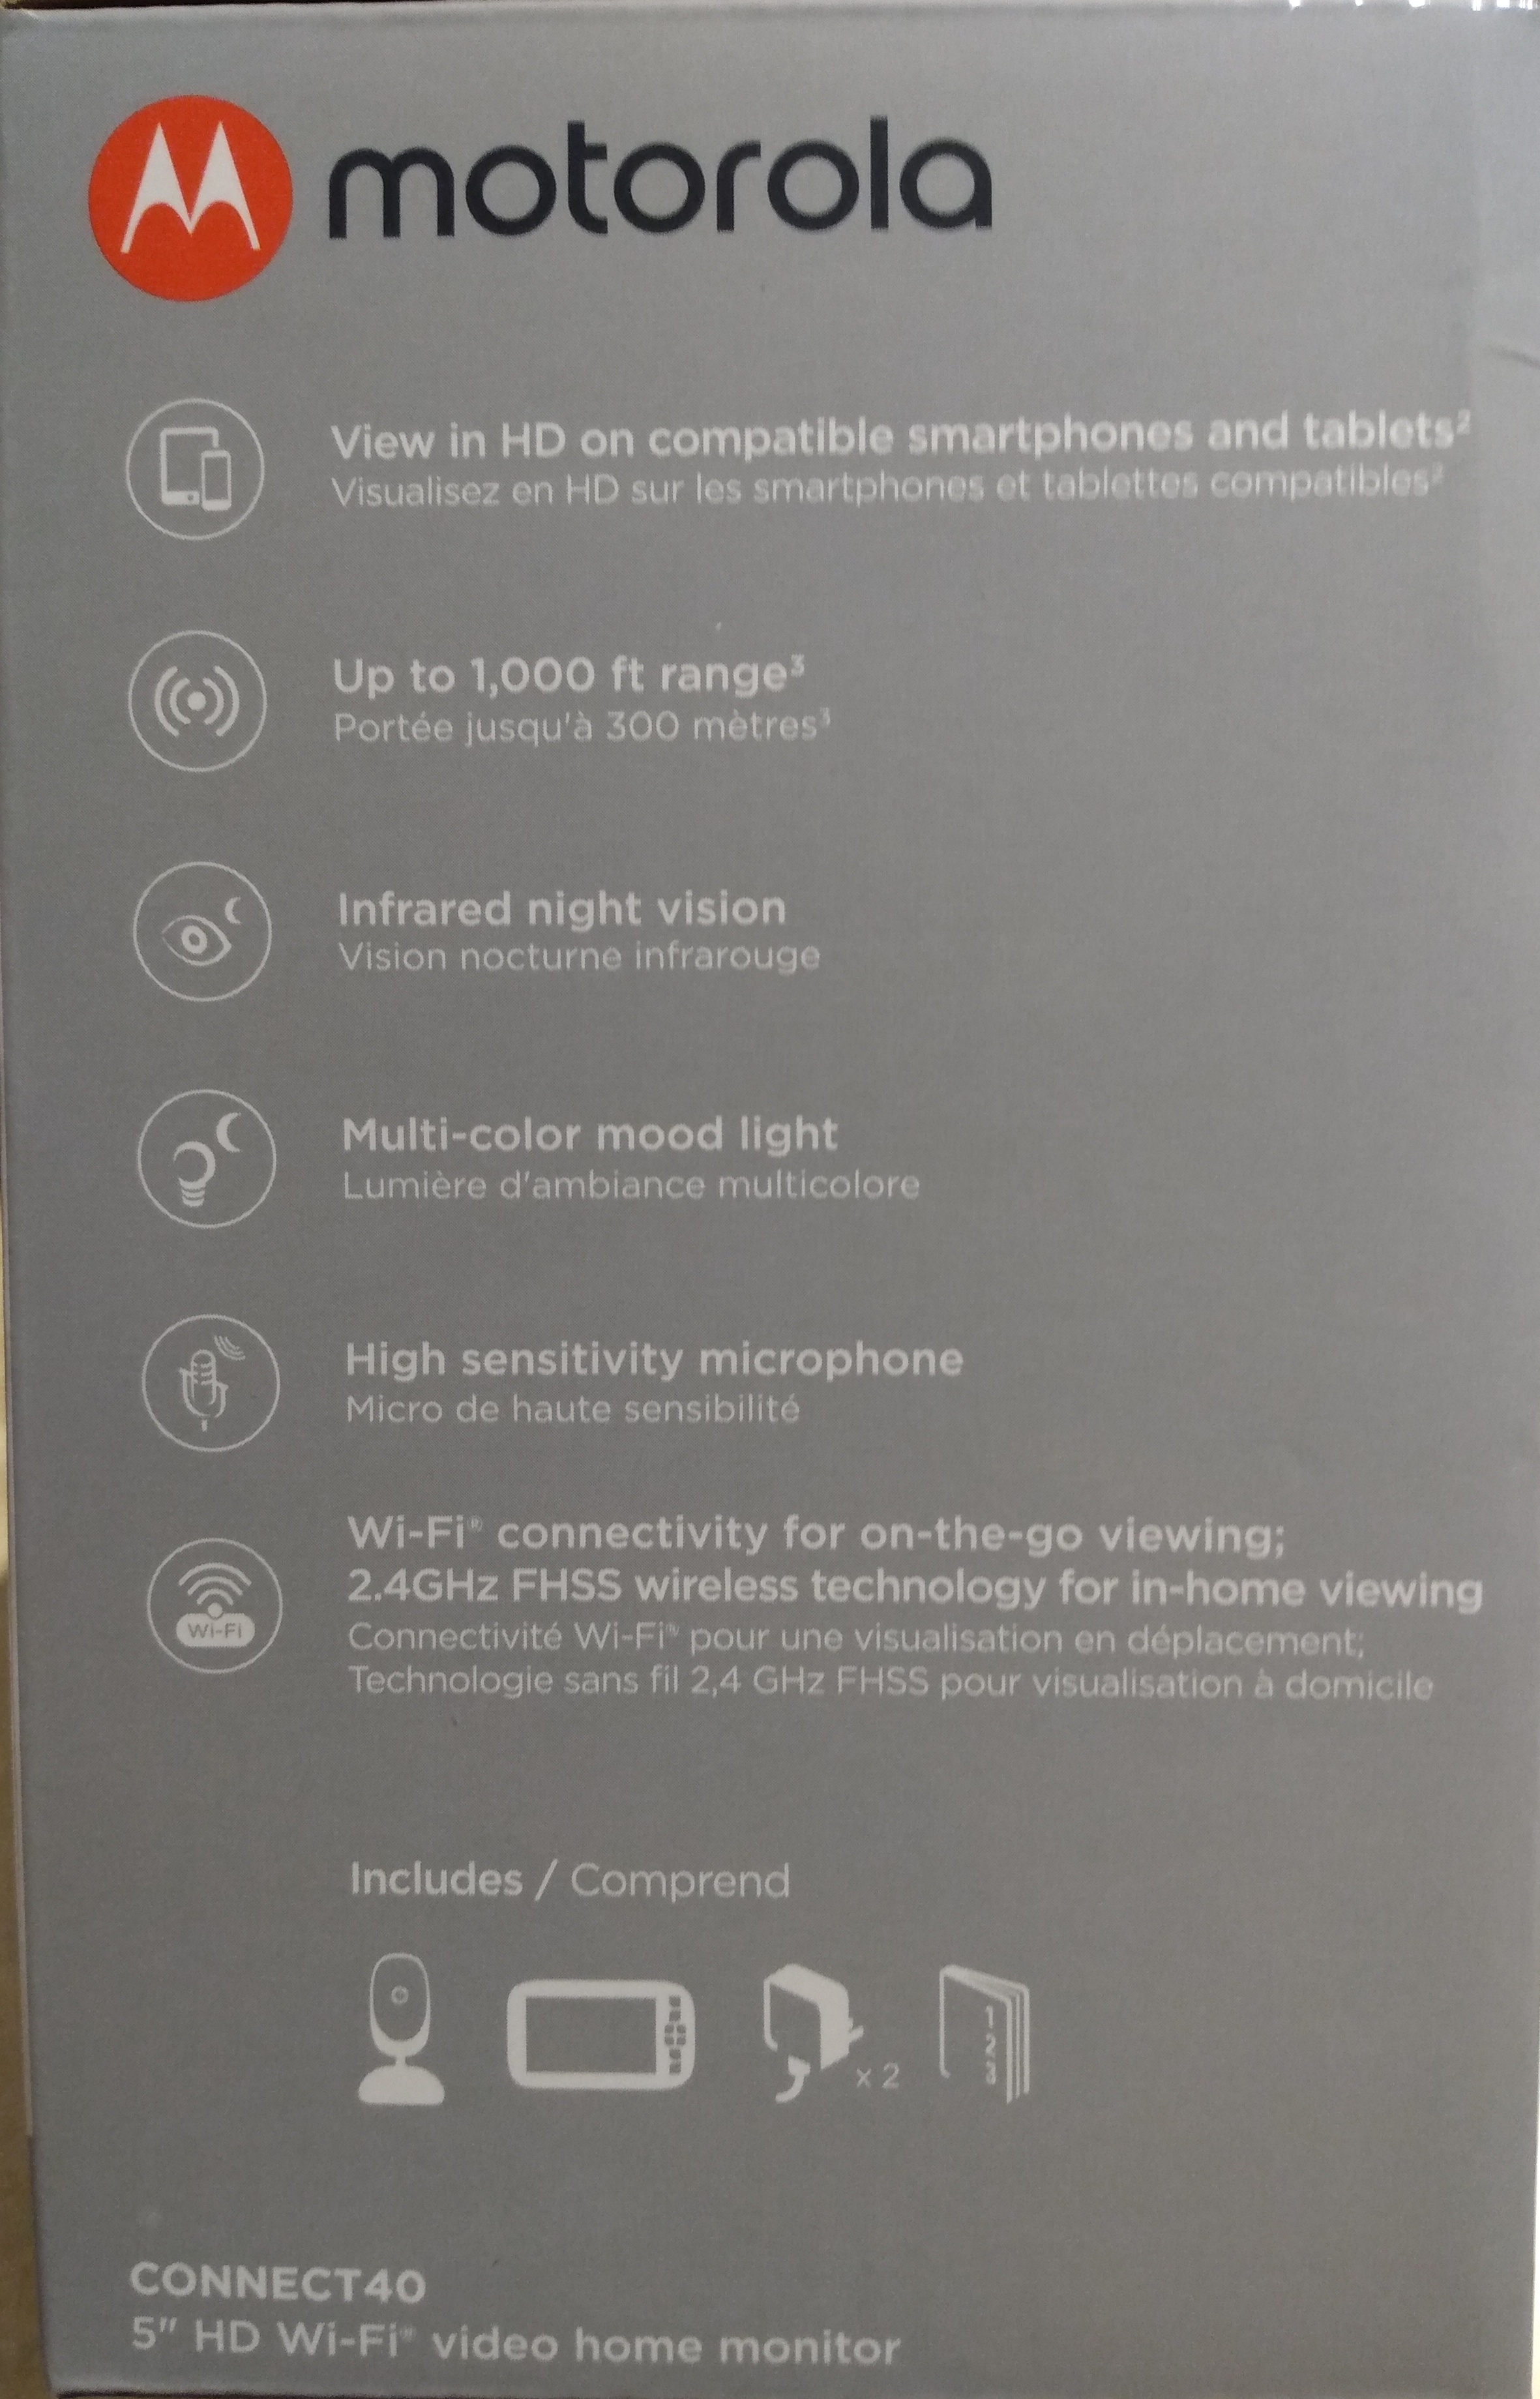 motorola
View in HD on compatible smartphones and tablets²
Visualisez en HD sur les smartphones et tablettes compatibles²
Up to 1,000 ft range³
Portée jusqu'à 300 mètres³
Infrared night vision
Vision nocturne infrarouge
Multi-color mood light
Lumière d'ambiance multicolore
High sensitivity microphone
Micro de haute sensibilité
Wi-Fi® connectivity for on-the-go viewing;
2.4GHz FHSS wireless technology for in-home viewing
Wi-Fi
Connectivité Wi-Fi® pour une visualisation en déplacement;
Technologie sans fil 2,4 GHz FHSS pour visualisation à domicile
Includes / Comprend
x 2
1
2
3
CONNECT40
5" HD Wi-Fi® video home monitor